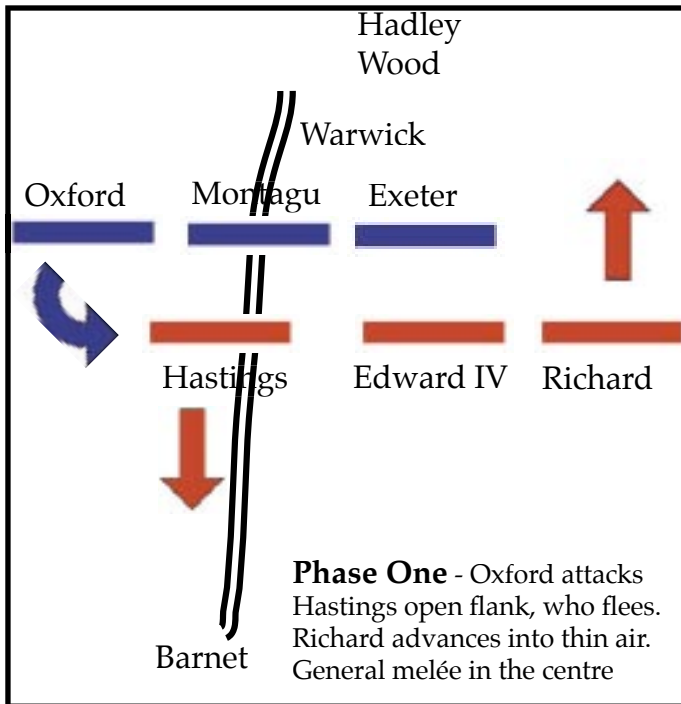 Hadley
Wood
Warwick
Oxford
Montagu
Exeter
Hastings
Edward IV
Richard
Phase One - Oxford attacks
Hastings open flank, who flees.
Richard advances into thin air.
General melée in the centre
Barnet